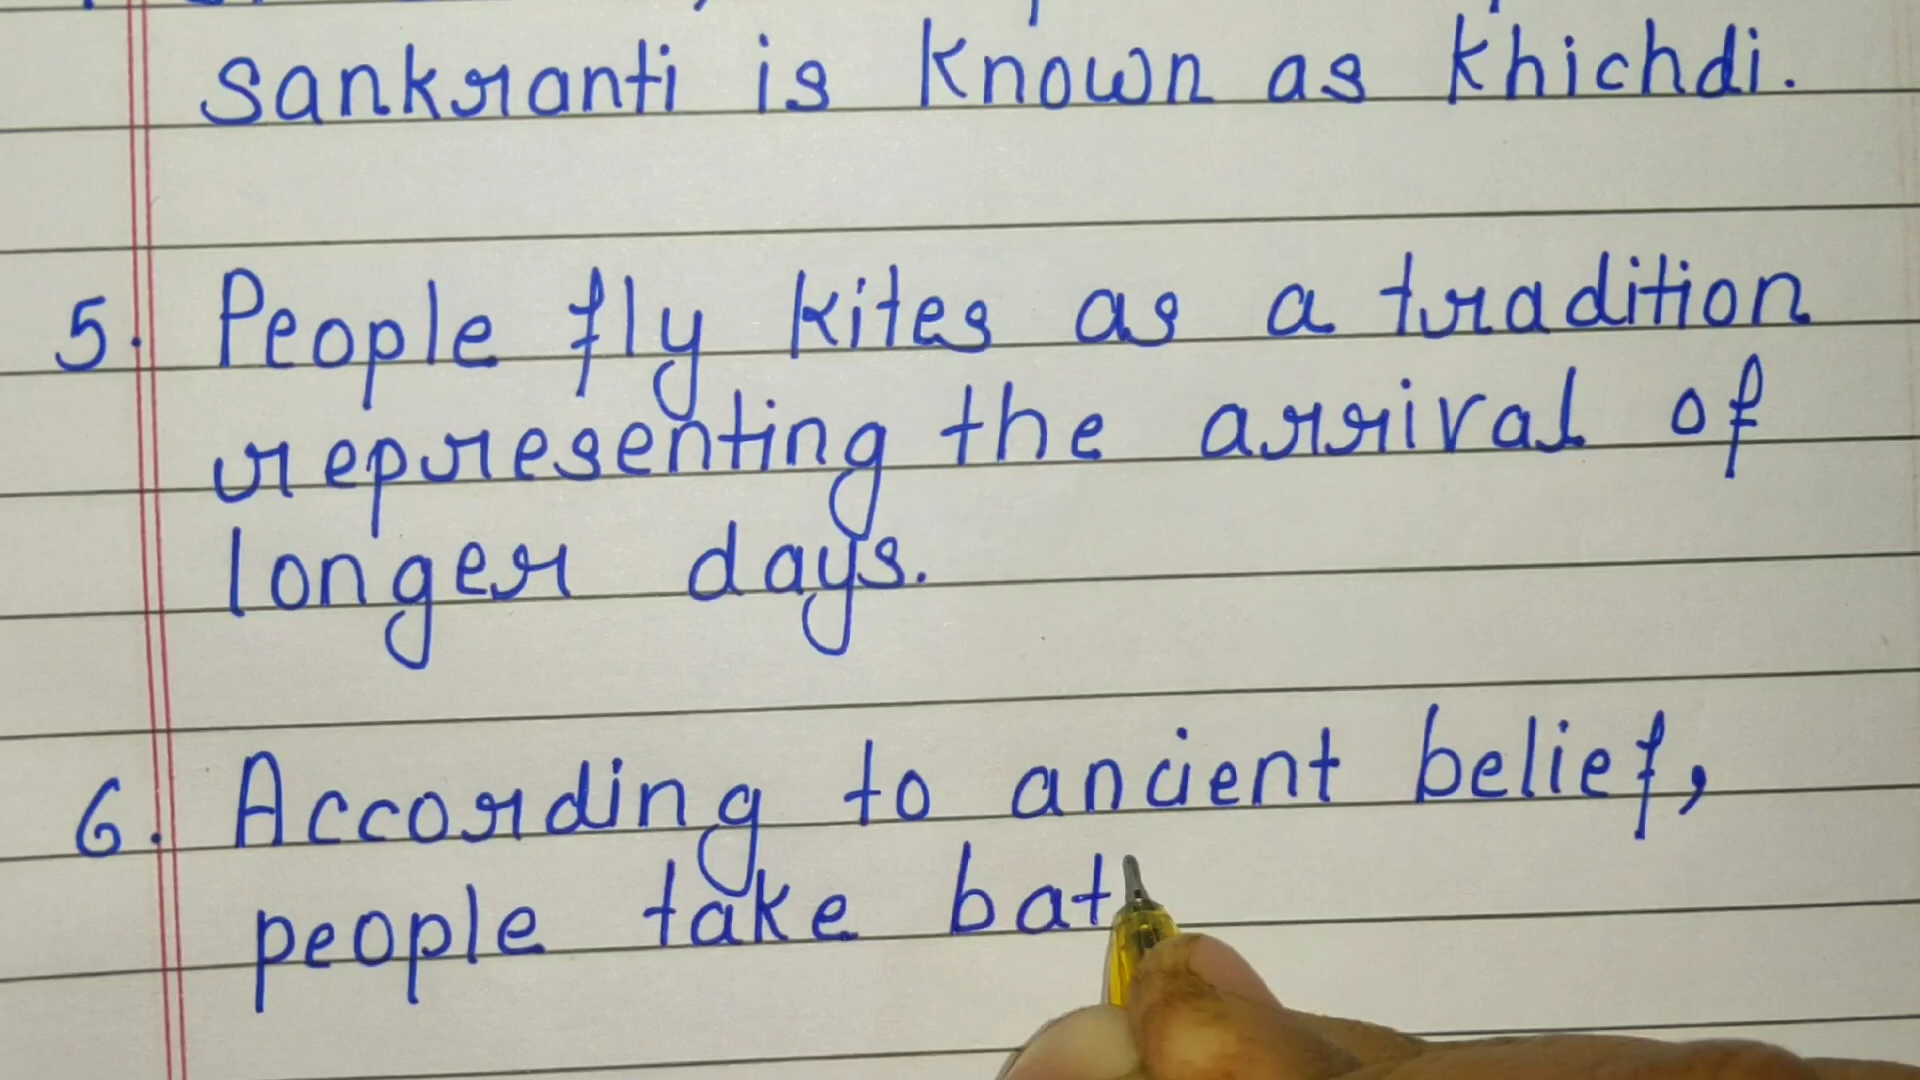 sankranti is known as khichdi.
5. People fly kites as a tradition
representing the arrival of
longer days.
6. According to ancient belief,
people take bat